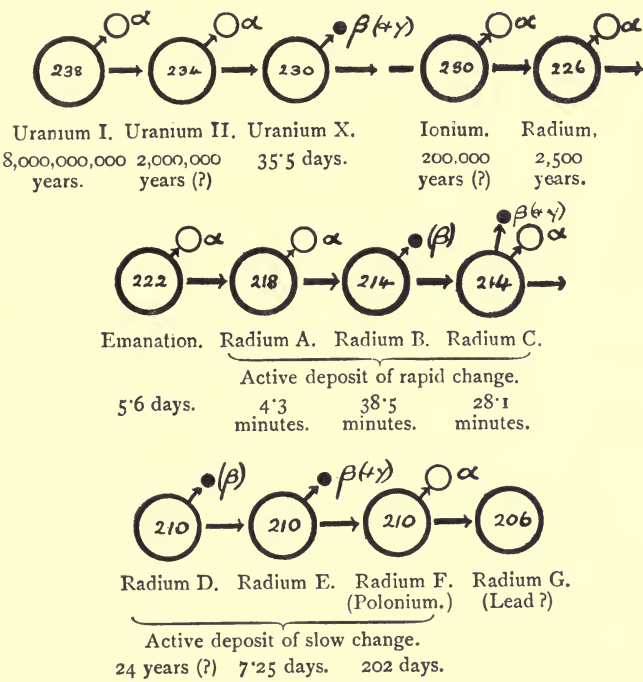 α α β(+γ) α α
238 234 230 230 226
Uranium I. Uranium II. Uranium X. Ionium. Radium.
8,000,000,000 2,000,000 35·5 days. 200.000 2,500
years. years (?) years (?) years.
α α (β) β(+γ) α
222 218 214 214
Emanation. Radium A. Radium B. Radium C.
Active deposit of rapid change.
5·6 days. 4·3 38·5 28·1
minutes. minutes. minutes.
(β) β(+γ) α
210 210 210 206
Radium D. Radium E. Radium F. Radium G.
(Polonium.) (Lead ?)
Active deposit of slow change.
24 years (?) 7·25 days. 202 days.